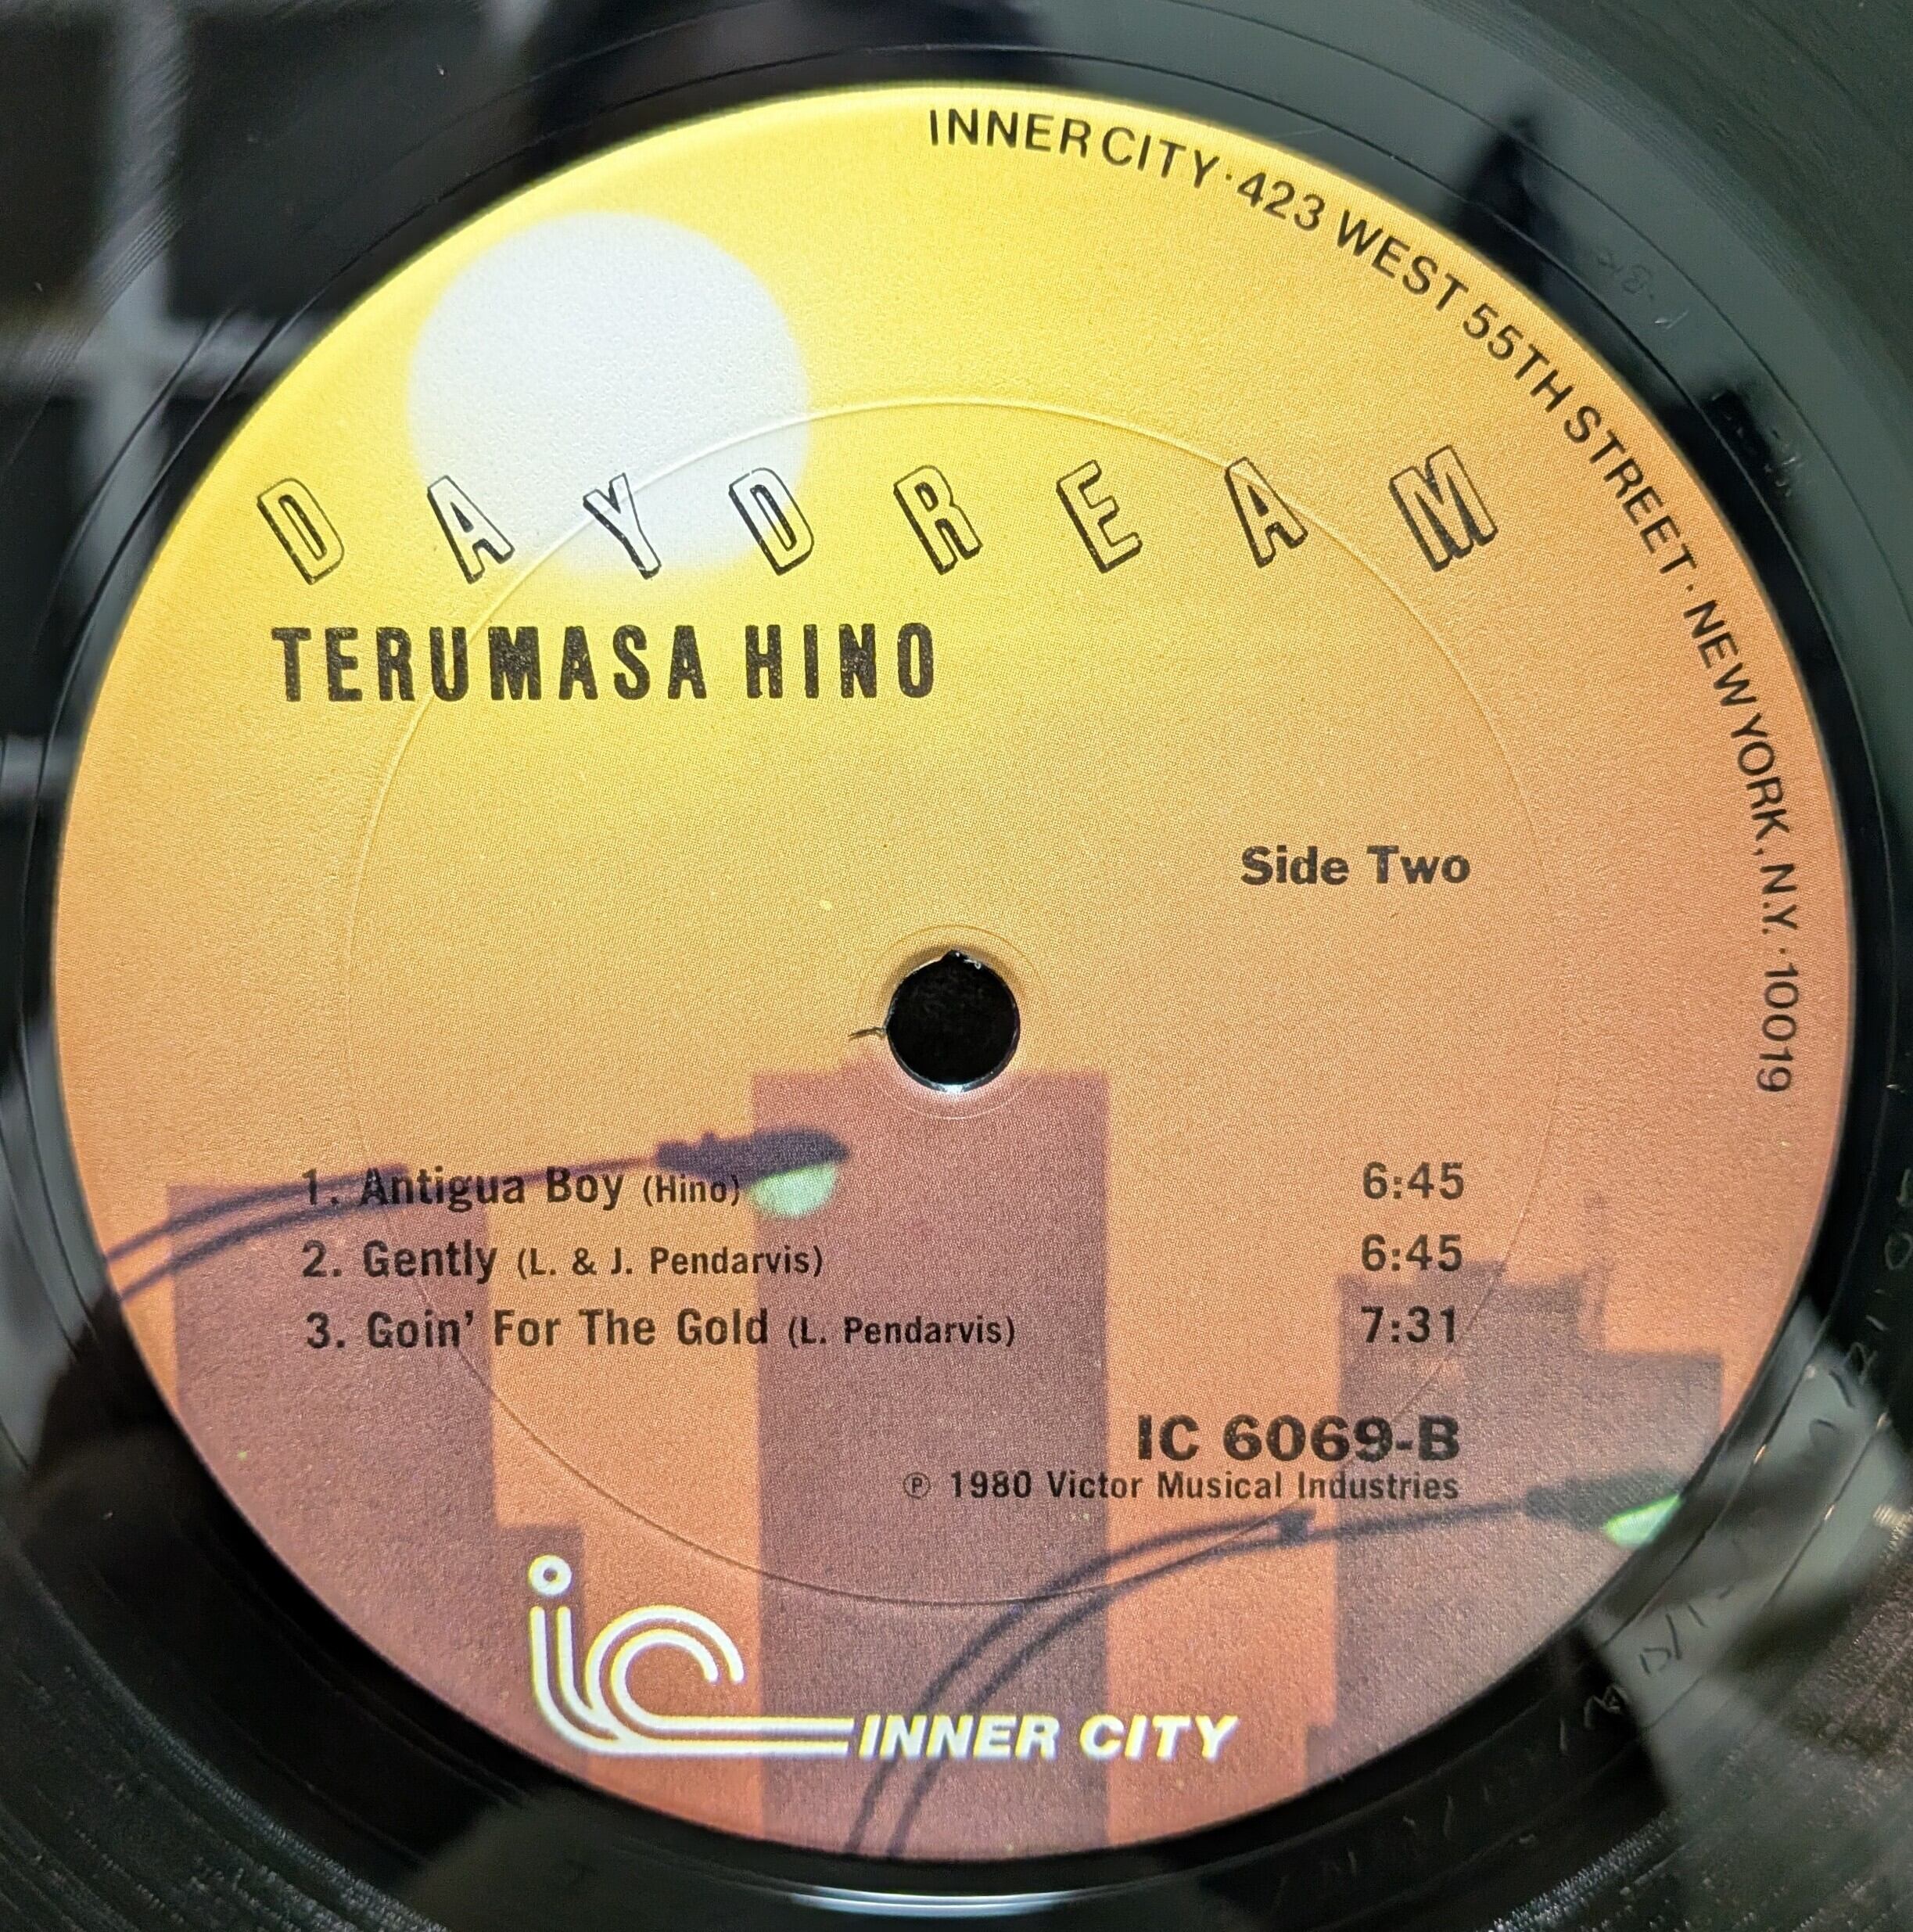 INNER CITY · 423 WEST 55TH STREET · NEW YORK, N.Y. · 10019
DAYDREAM
TERUMASA HINO
Side Two
1. Antigua Boy (Hino) 6:45
2. Gently (L. & J. Pendarvis) 6:45
3. Goin' For The Gold (L. Pendarvis) 7:31
IC 6069-B
℗ 1980 Victor Musical Industries
ic INNER CITY